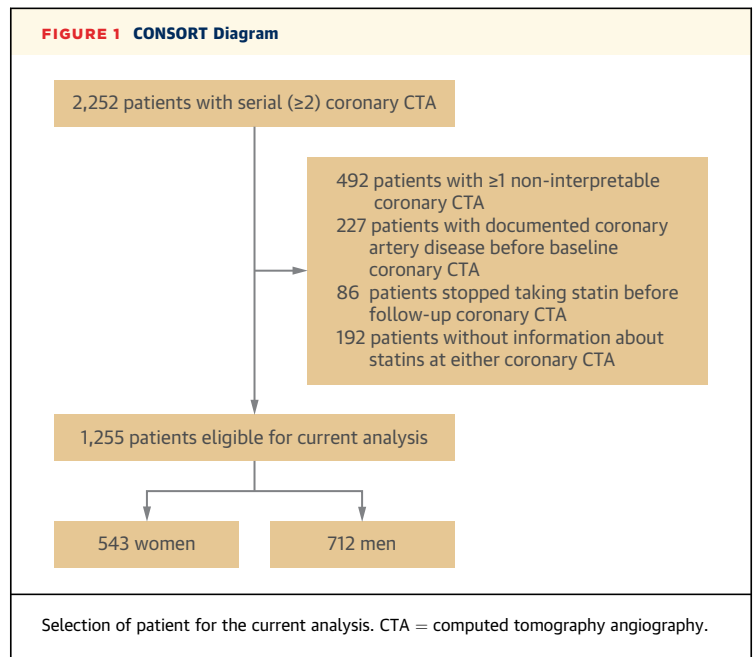 FIGURE 1 CONSORT Diagram
2,252 patients with serial (≥2) coronary CTA
492 patients with ≥1 non-interpretable
coronary CTA
227 patients with documented coronary
artery disease before baseline
coronary CTA
86 patients stopped taking statin before
follow-up coronary CTA
192 patients without information about
statins at either coronary CTA
1,255 patients eligible for current analysis
543 women
712 men
Selection of patient for the current analysis. CTA = computed tomography angiography.